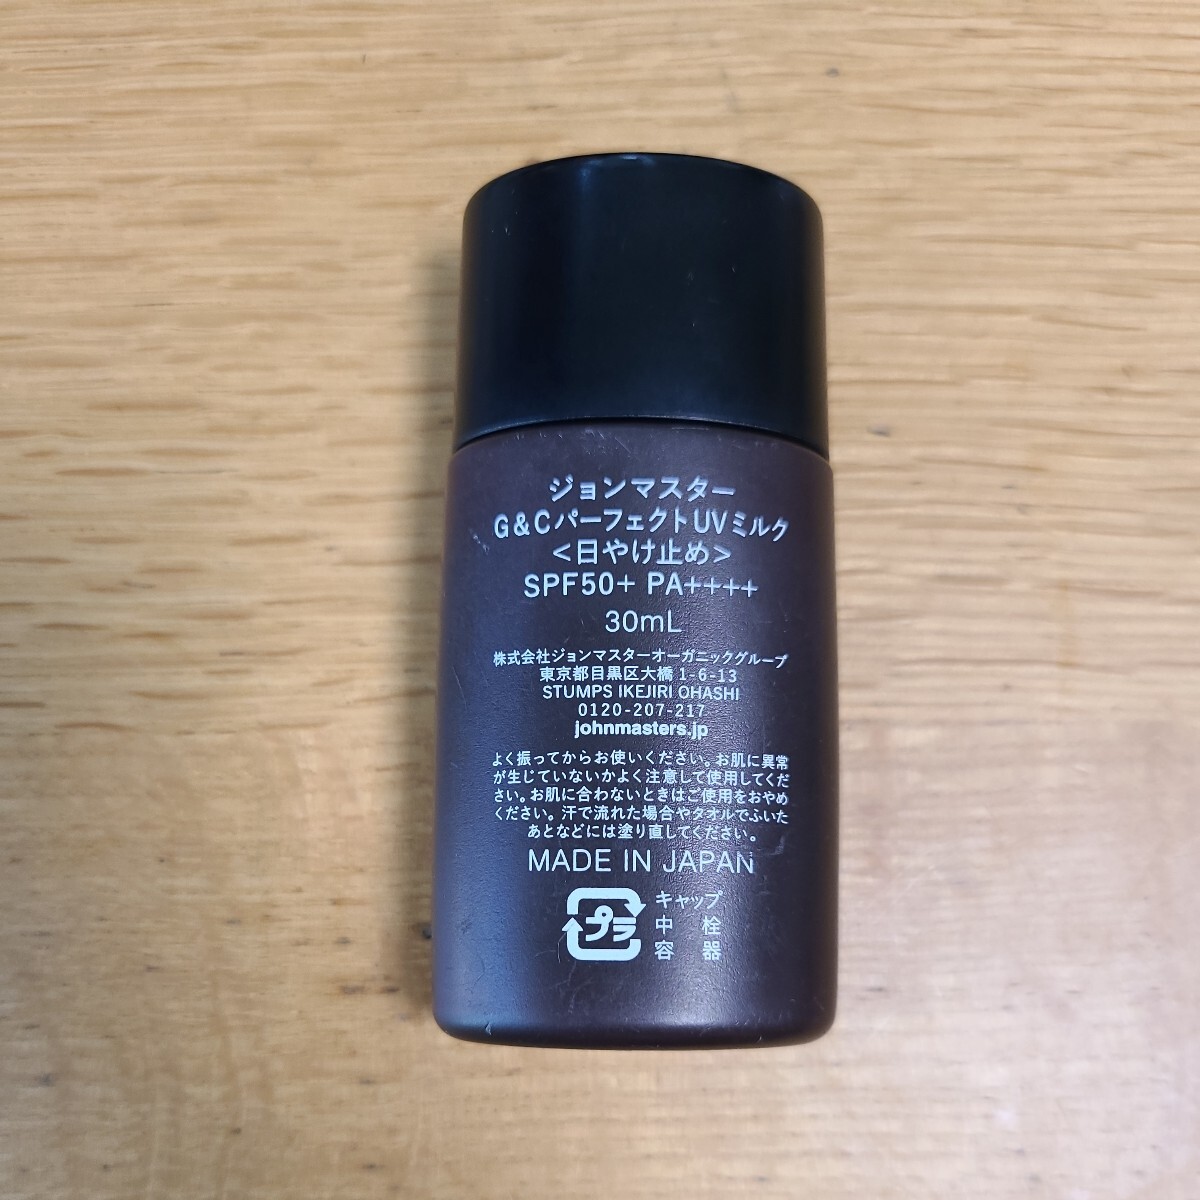 ジョンマスター
G&CパーフェクトUVミルク
<日やけ止め>
SPF50+ PA++++
30mL
株式会社ジョンマスターオーガニックグループ
東京都目黒区大橋1-6-13
STUMPS IKEJIRI OHASHI
0120-207-217
johnmasters.jp
よく振ってからお使いください。お肌に異常
が生じていないかよく注意して使用してくだ
さい。お肌に合わないときはご使用をおやめ
ください。汗で流れた場合やタオルでふいた
あとなどには塗り直してください。
MADE IN JAPAN
プラ
キャップ
中 栓
容 器